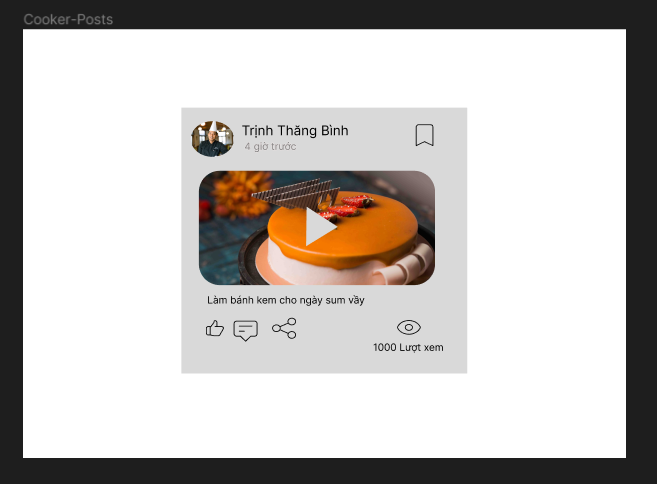 Cooker-Posts
Trịnh Thăng Bình
4 giờ trước
Làm bánh kem cho ngày sum vầy
1000 Lượt xem